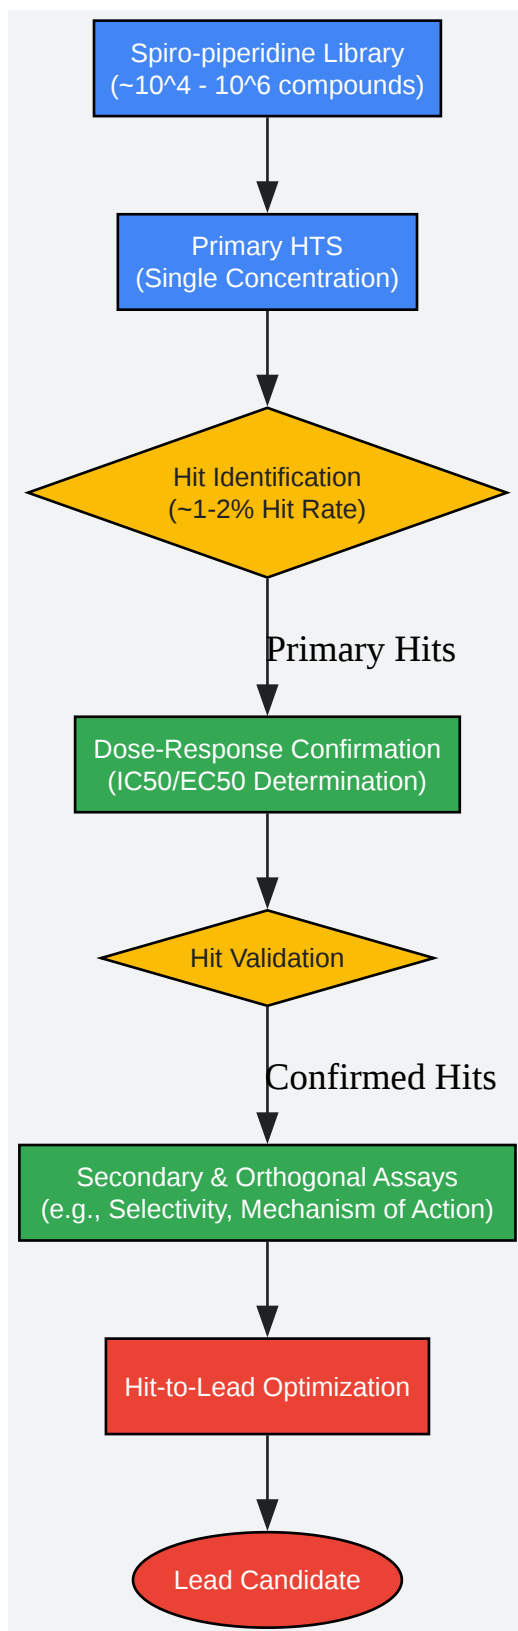 Spiro-piperidine Library
(~10^4 - 10^6 compounds)
Primary HTS
(Single Concentration)
Hit Identification
(~1-2% Hit Rate)
Primary Hits
Dose-Response Confirmation
(IC50/EC50 Determination)
Hit Validation
Confirmed Hits
Secondary & Orthogonal Assays
(e.g., Selectivity, Mechanism of Action)
Hit-to-Lead Optimization
Lead Candidate